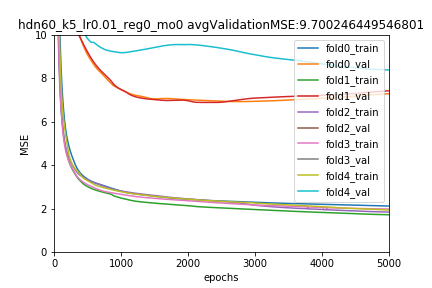 hdn60_k5_lr0.01_reg0_mo0 avgValidationMSE:9.700246449546801
10
8
6
4
2
0
MSE
0 1000 2000 3000 4000 5000
epochs
fold0_train
fold0_val
fold1_train
fold1_val
fold2_train
fold2_val
fold3_train
fold3_val
fold4_train
fold4_val